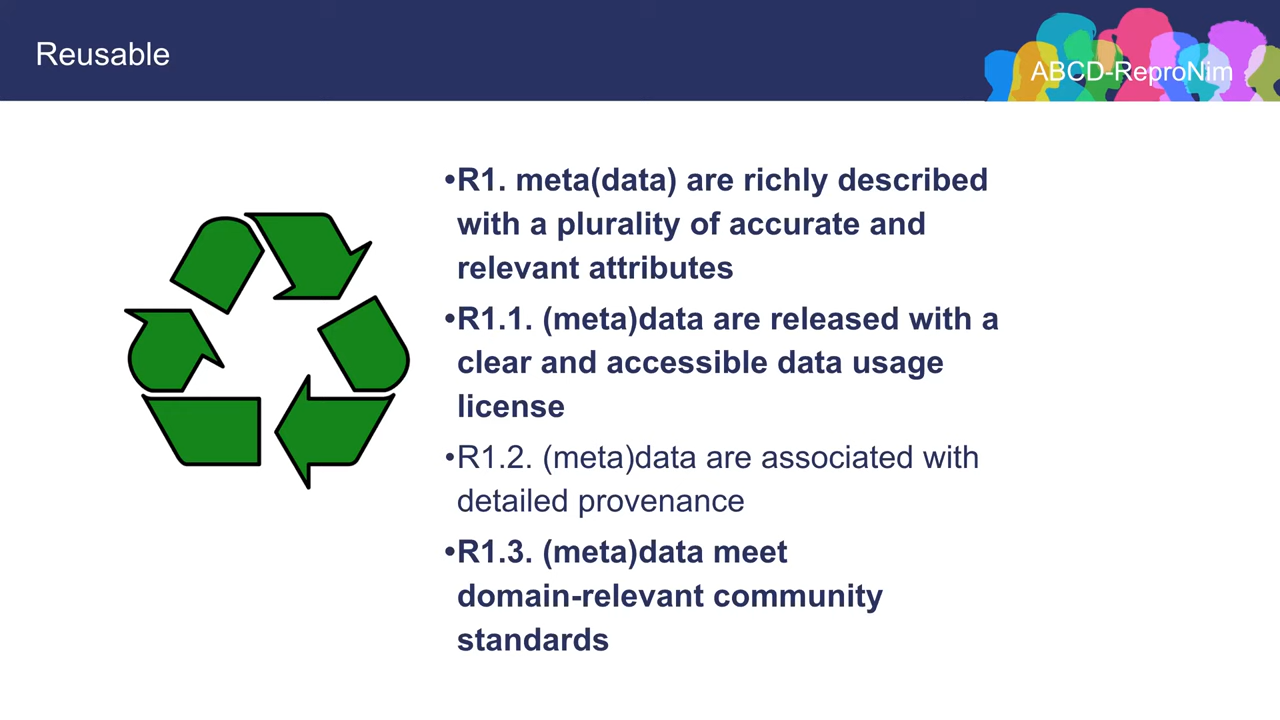 Reusable
ABCD-ReproNim
•R1. meta(data) are richly described
with a plurality of accurate and
relevant attributes
•R1.1. (meta)data are released with a
clear and accessible data usage
license
•R1.2. (meta)data are associated with
detailed provenance
•R1.3. (meta)data meet
domain-relevant community
standards